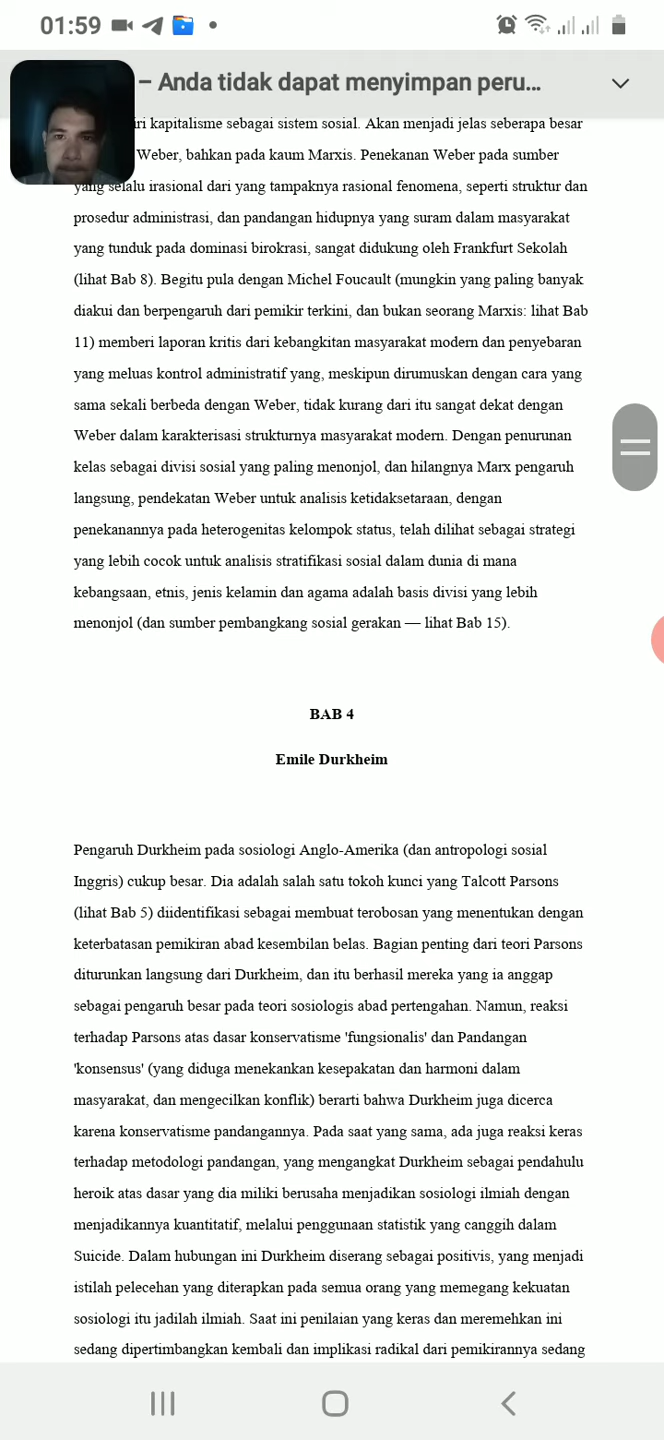 01:59
– Anda tidak dapat menyimpan peru...
iri kapitalisme sebagai sistem sosial. Akan menjadi jelas seberapa besar
Weber, bahkan pada kaum Marxis. Penekanan Weber pada sumber
yang selalu irasional dari yang tampaknya rasional fenomena, seperti struktur dan
prosedur administrasi, dan pandangan hidupnya yang suram dalam masyarakat
yang tunduk pada dominasi birokrasi, sangat didukung oleh Frankfurt Sekolah
(lihat Bab 8). Begitu pula dengan Michel Foucault (mungkin yang paling banyak
diakui dan berpengaruh dari pemikir terkini, dan bukan seorang Marxis: lihat Bab
11) memberi laporan kritis dari kebangkitan masyarakat modern dan penyebaran
yang meluas kontrol administratif yang, meskipun dirumuskan dengan cara yang
sama sekali berbeda dengan Weber, tidak kurang dari itu sangat dekat dengan
Weber dalam karakterisasi strukturnya masyarakat modern. Dengan penurunan
kelas sebagai divisi sosial yang paling menonjol, dan hilangnya Marx pengaruh
langsung, pendekatan Weber untuk analisis ketidaksetaraan, dengan
penekanannya pada heterogenitas kelompok status, telah dilihat sebagai strategi
yang lebih cocok untuk analisis stratifikasi sosial dalam dunia di mana
kebangsaan, etnis, jenis kelamin dan agama adalah basis divisi yang lebih
menonjol (dan sumber pembangkang sosial gerakan — lihat Bab 15).
BAB 4
Emile Durkheim
Pengaruh Durkheim pada sosiologi Anglo-Amerika (dan antropologi sosial
Inggris) cukup besar. Dia adalah salah satu tokoh kunci yang Talcott Parsons
(lihat Bab 5) diidentifikasi sebagai membuat terobosan yang menentukan dengan
keterbatasan pemikiran abad kesembilan belas. Bagian penting dari teori Parsons
diturunkan langsung dari Durkheim, dan itu berhasil mereka yang ia anggap
sebagai pengaruh besar pada teori sosiologis abad pertengahan. Namun, reaksi
terhadap Parsons atas dasar konservatisme 'fungsionalis' dan Pandangan
'konsensus' (yang diduga menekankan kesepakatan dan harmoni dalam
masyarakat, dan mengecilkan konflik) berarti bahwa Durkheim juga dicerca
karena konservatisme pandangannya. Pada saat yang sama, ada juga reaksi keras
terhadap metodologi pandangan, yang mengangkat Durkheim sebagai pendahulu
heroik atas dasar yang dia miliki berusaha menjadikan sosiologi ilmiah dengan
menjadikannya kuantitatif, melalui penggunaan statistik yang canggih dalam
Suicide. Dalam hubungan ini Durkheim diserang sebagai positivis, yang menjadi
istilah pelecehan yang diterapkan pada semua orang yang memegang kekuatan
sosiologi itu jadilah ilmiah. Saat ini penilaian yang keras dan meremehkan ini
sedang dipertimbangkan kembali dan implikasi radikal dari pemikirannya sedang